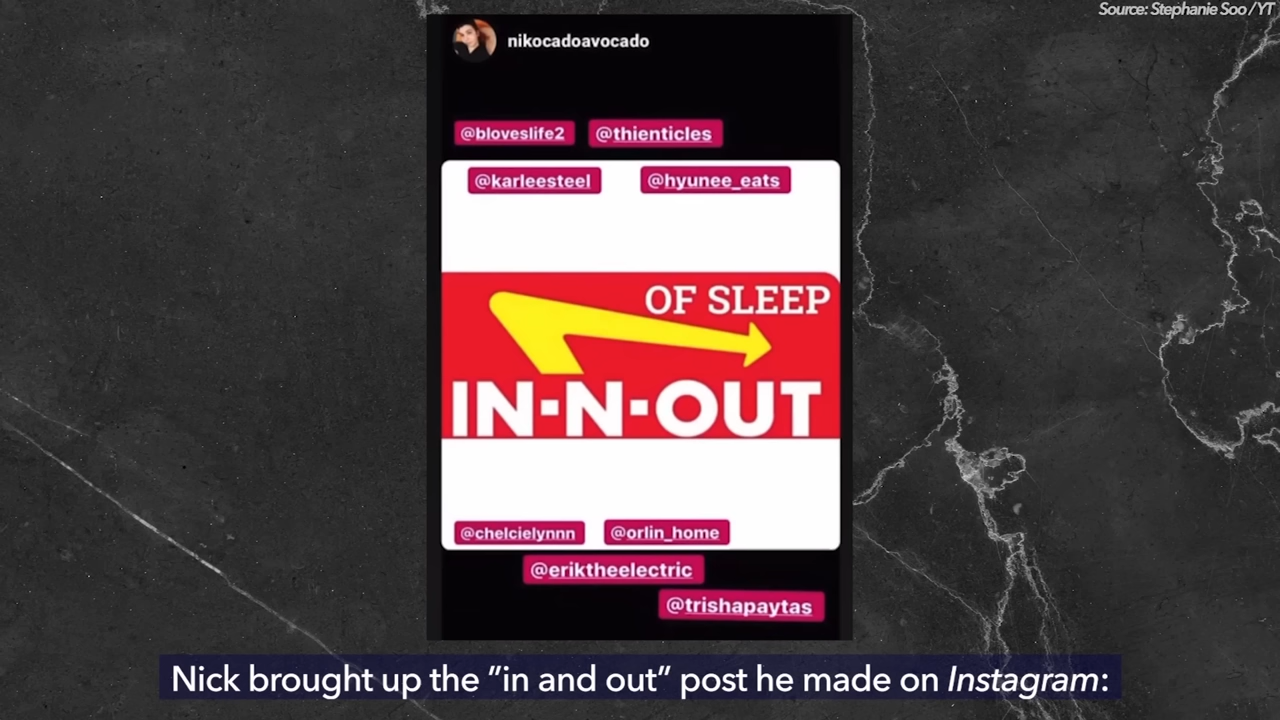 Source: Stephanie Soo / YT
nikocadoavocado
@bloveslife2 @thienticles
@karleesteel @hyunee_eats
OF SLEEP
IN-N-OUT
@chelcielynnn @orlin_home
@eriktheelectric
@trishapaytas
Nick brought up the "in and out" post he made on Instagram: